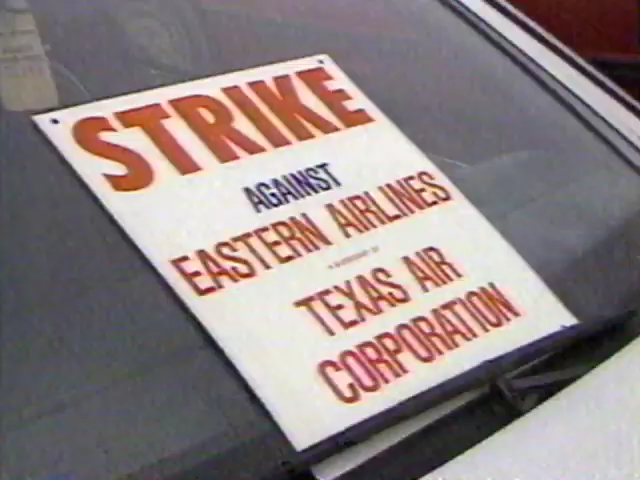 STRIKE
AGAINST
EASTERN AIRLINES
TEXAS AIR
CORPORATION